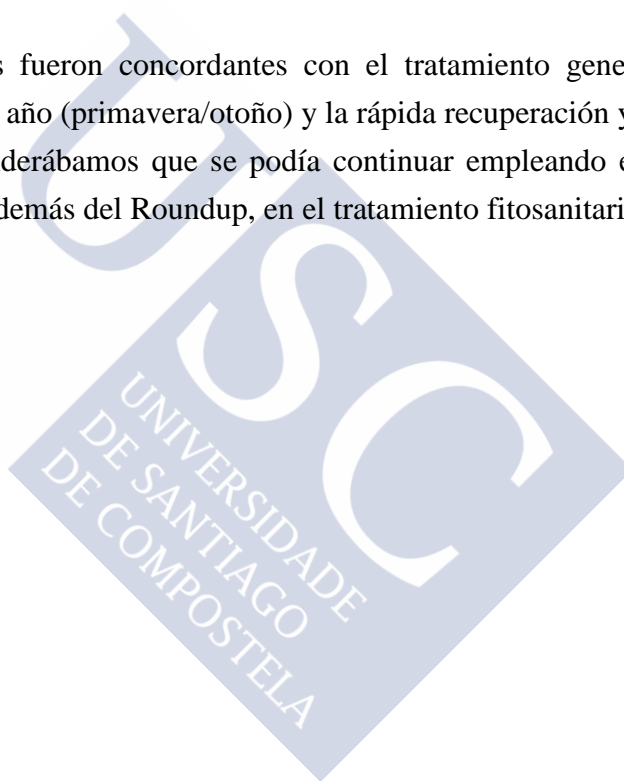 s fueron concordantes con el tratamiento gene
año (primavera/otoño) y la rápida recuperación y
derábamos que se podía continuar empleando e
demás del Roundup, en el tratamiento fitosanitari
USC
UNIVERSIDADE
DE SANTIAGO
DE COMPOSTELA